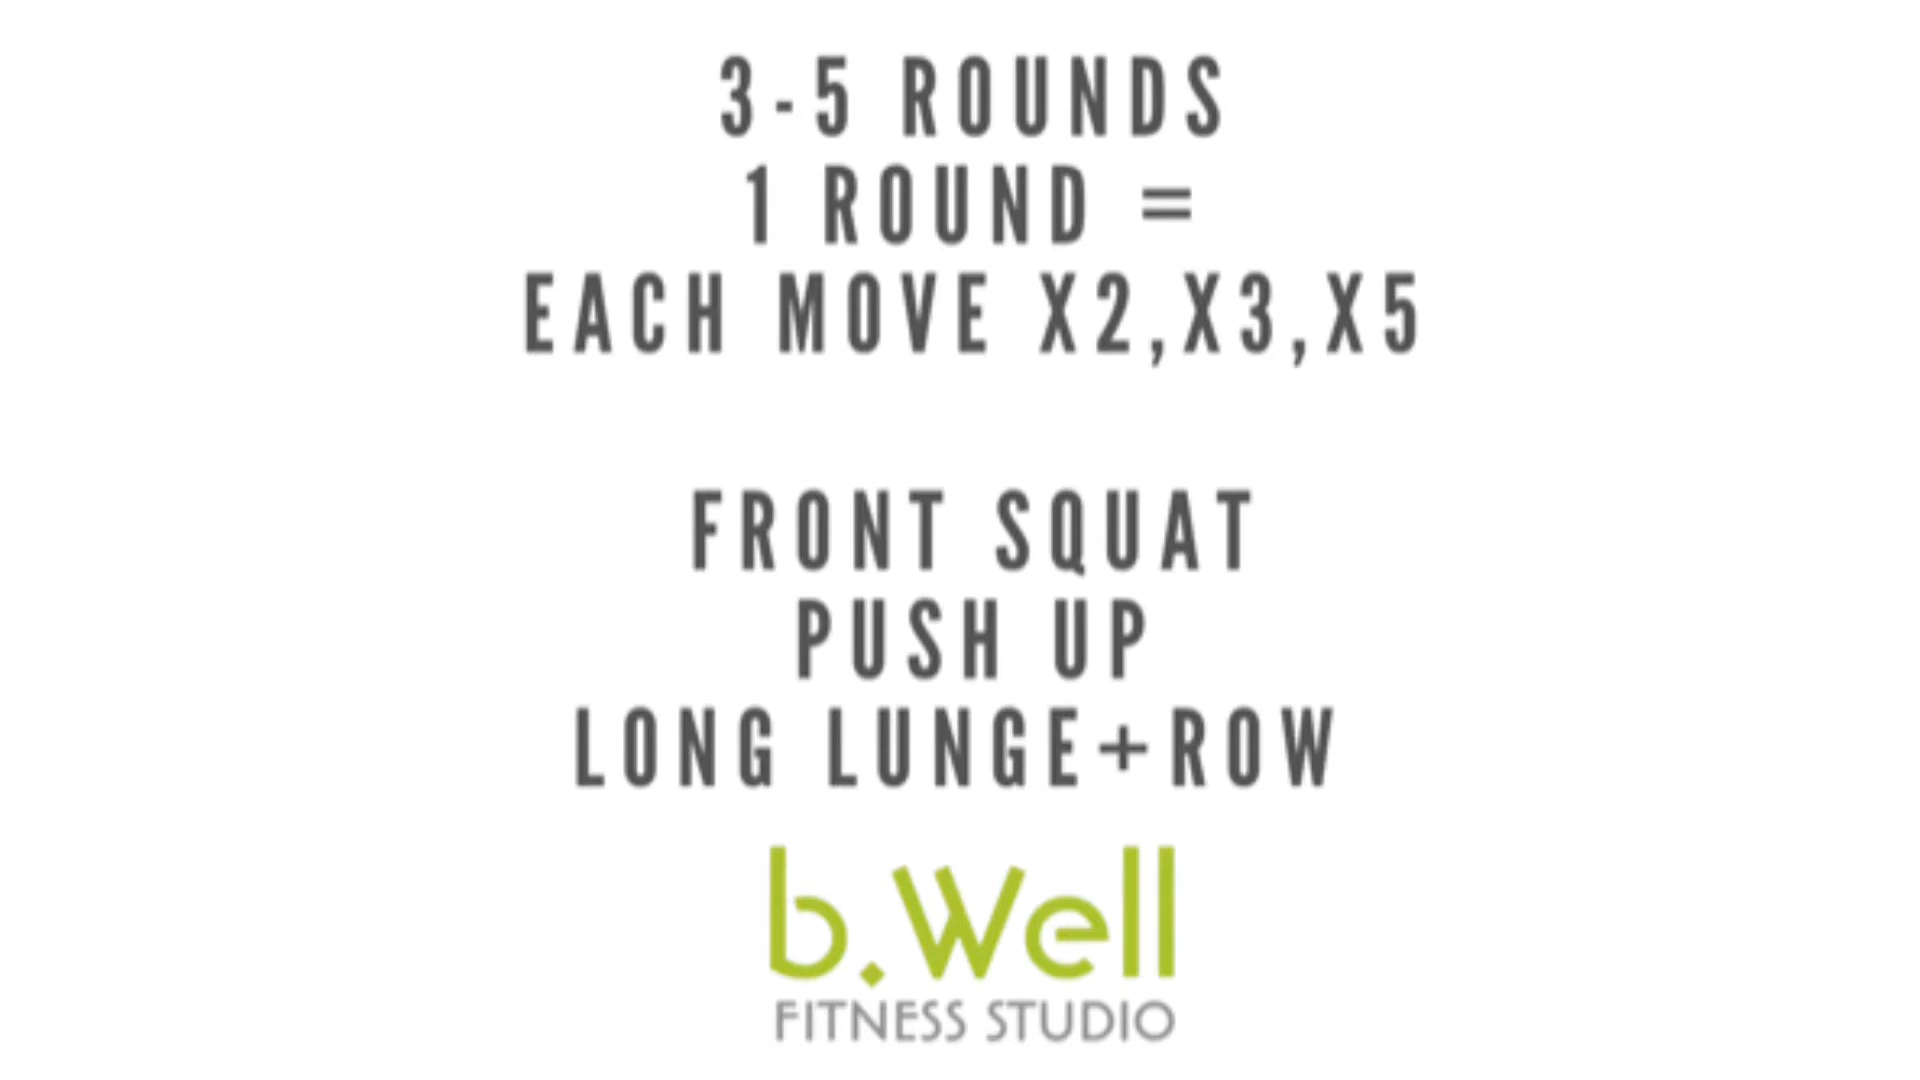 3-5 ROUNDS
1 ROUND =
EACH MOVE X2,X3,X5
FRONT SQUAT
PUSH UP
LONG LUNGE+ROW
b.Well
FITNESS STUDIO